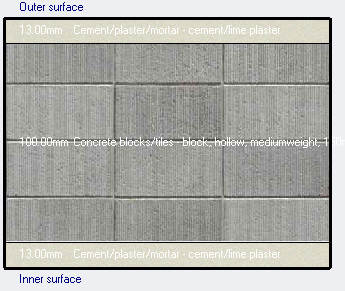 Outer surface
13.00mm Cement/plaster/mortar - cement/lime plaster
100.00mm Concrete blocks/tiles - block, hollow, mediumweight, 1
13.00mm Cement/plaster/mortar - cement/lime plaster
Inner surface